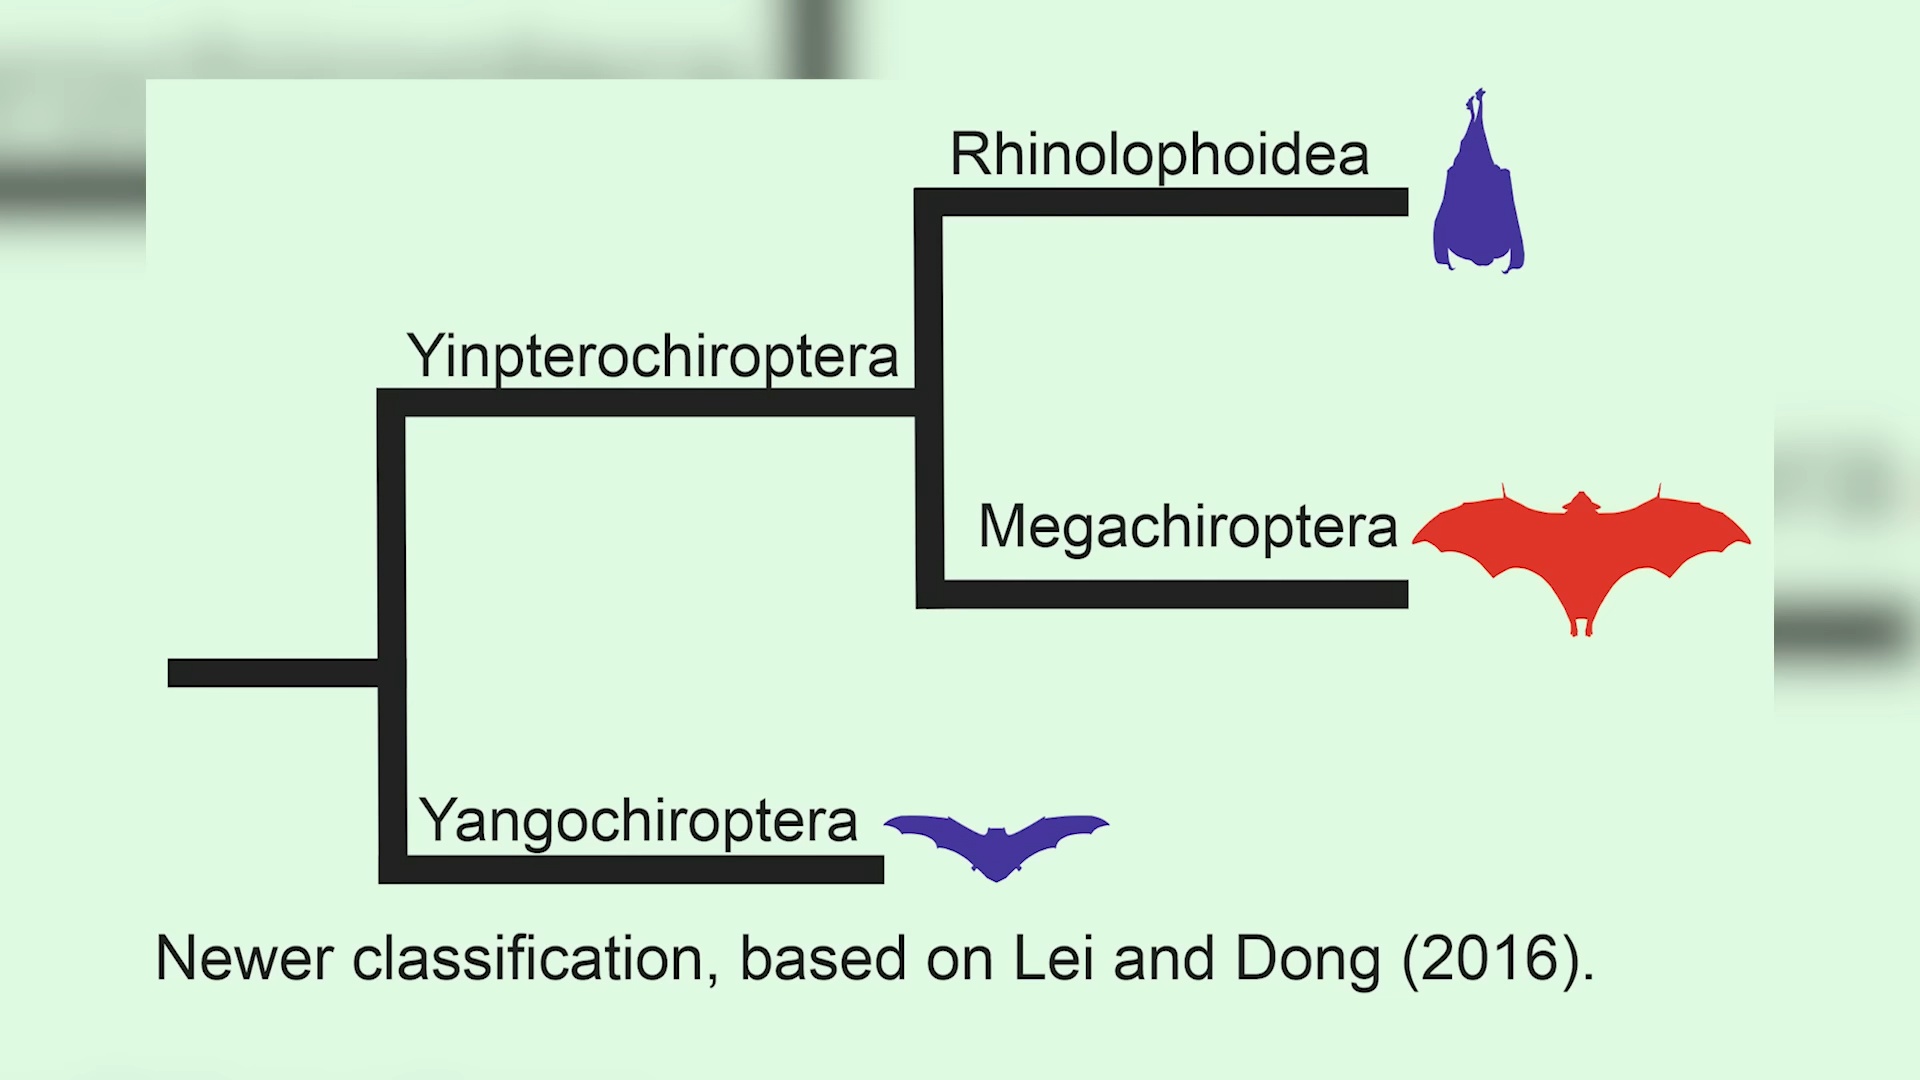 Rhinolophoidea
Yinpterochiroptera
Megachiroptera
Yangochiroptera
Newer classification, based on Lei and Dong (2016).